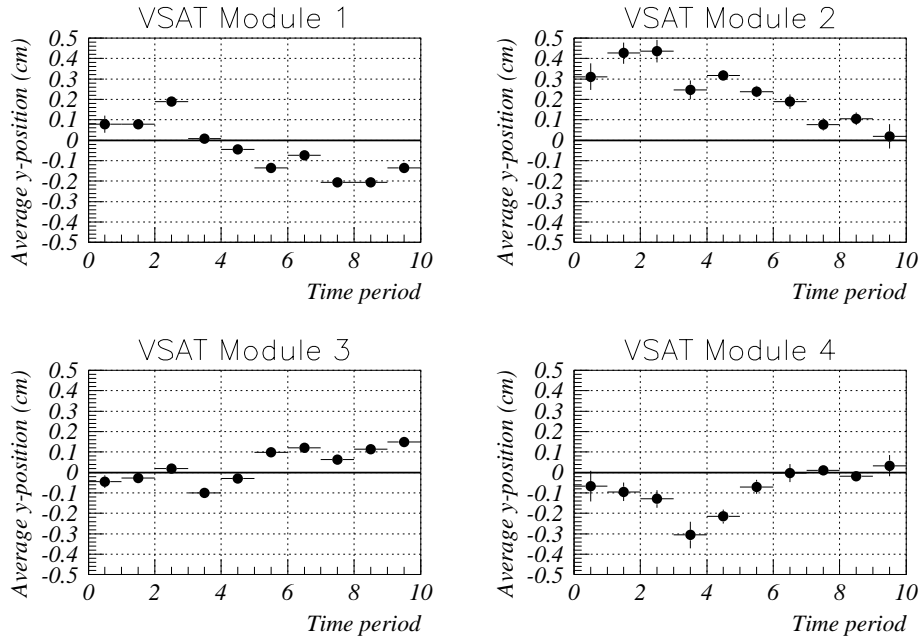 VSAT Module 1
Average y-position (cm)
0.5
0.4
0.3
0.2
0.1
0
-0.1
-0.2
-0.3
-0.4
-0.5
0 2 4 6 8 10
Time period
VSAT Module 2
Average y-position (cm)
0.5
0.4
0.3
0.2
0.1
0
-0.1
-0.2
-0.3
-0.4
-0.5
0 2 4 6 8 10
Time period
VSAT Module 3
Average y-position (cm)
0.5
0.4
0.3
0.2
0.1
0
-0.1
-0.2
-0.3
-0.4
-0.5
0 2 4 6 8 10
Time period
VSAT Module 4
Average y-position (cm)
0.5
0.4
0.3
0.2
0.1
0
-0.1
-0.2
-0.3
-0.4
-0.5
0 2 4 6 8 10
Time period